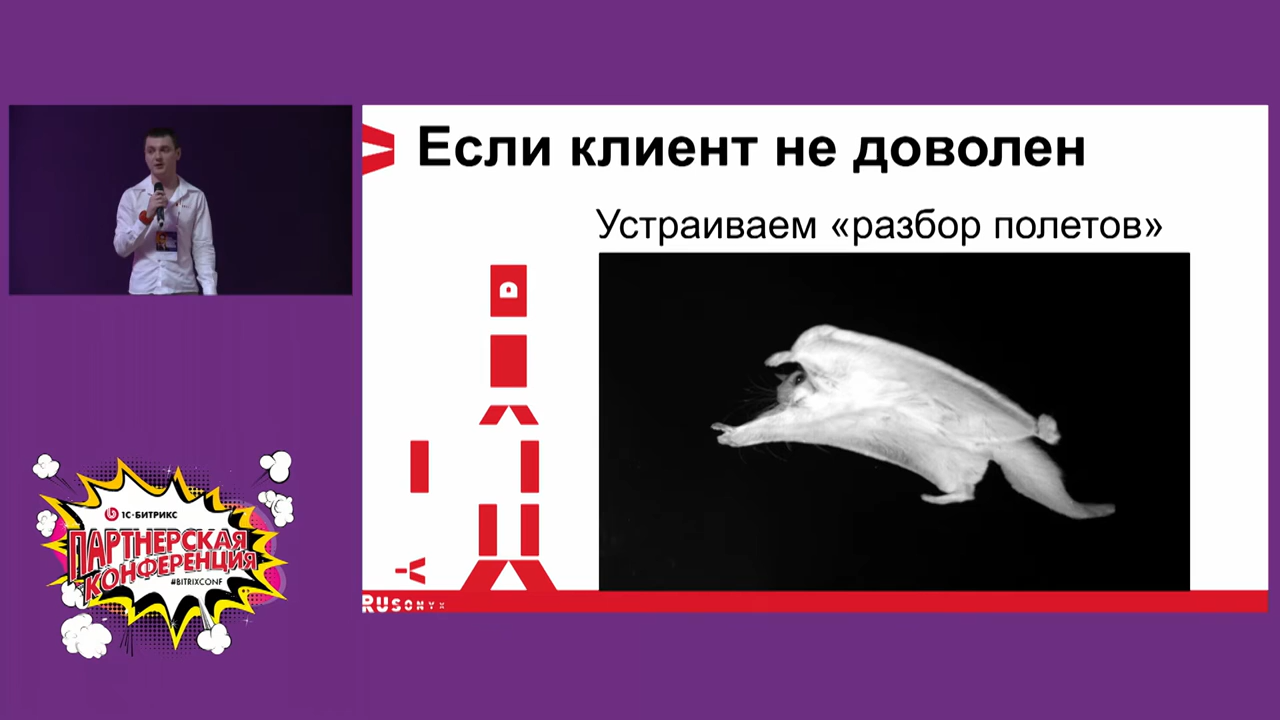 Если клиент не доволен
Устраиваем «разбор полетов»
1С-БИТРИКС
ПАРТНЕРСКАЯ
КОНФЕРЕНЦИЯ
#BITRIXCONF
RUSONYX